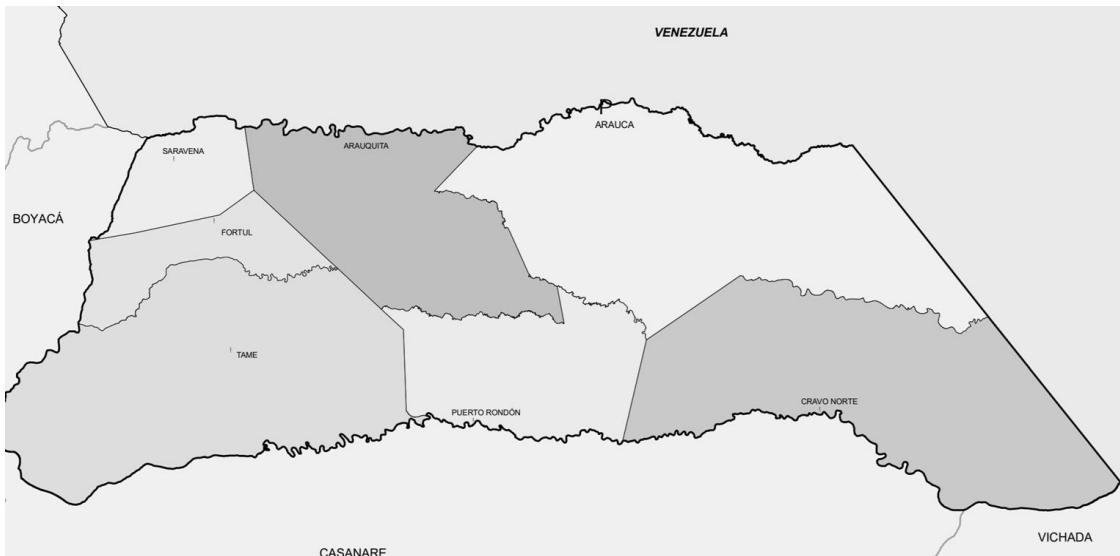 VENEZUELA
ARAUCA
ARAUQUITA
SARAVENA
BOYACÁ
FORTUL
TAME
CRAVO NORTE
PUERTO RONDÓN
VICHADA
CASANARE